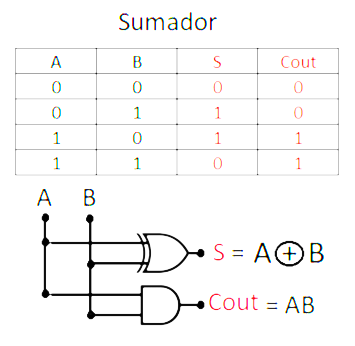 Sumador
A B S Cout
0 0 0 0
0 1 1 0
1 0 1 1
1 1 0 1
A B
S = A⊕B
Cout = AB